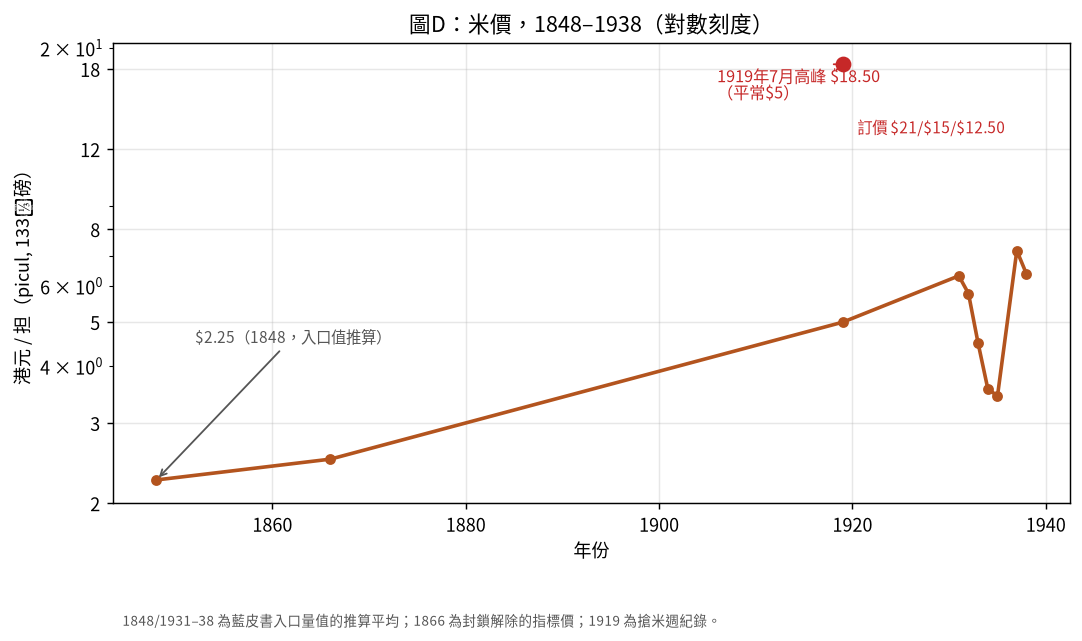 圖D：米價，1848–1938（對數刻度）
2 × 10¹
18
12
8
6 × 10⁰
5
4 × 10⁰
3
2
港元 / 担（picul, 133⅓磅）
1919年7月高峰 $18.50
（平常$5）
訂價 $21/$15/$12.50
$2.25（1848，入口值推算）
1860
1880
1900
1920
1940
年份
1848/1931–38 為藍皮書入口量值的推算平均；1866 為封鎖解除的指標價；1919 為搶米週紀錄。